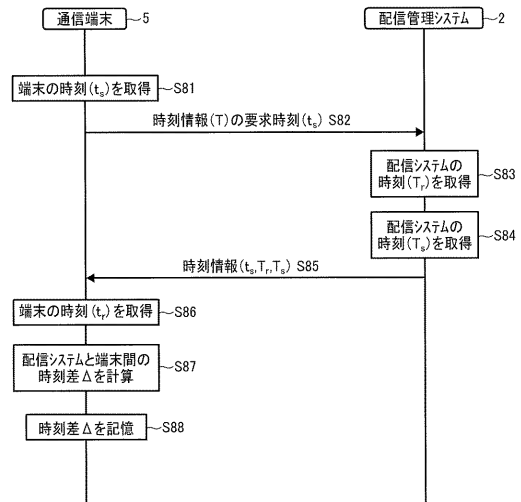 通信端末 5
配信管理システム 2
端末の時刻(ts)を取得 S81
時刻情報(T)の要求時刻(ts) S82
配信システムの
時刻(Tr)を取得 S83
配信システムの
時刻(Ts)を取得 S84
時刻情報(ts,Tr,Ts) S85
端末の時刻(tr)を取得 S86
配信システムと端末間の
時刻差Δを計算 S87
時刻差Δを記憶 S88